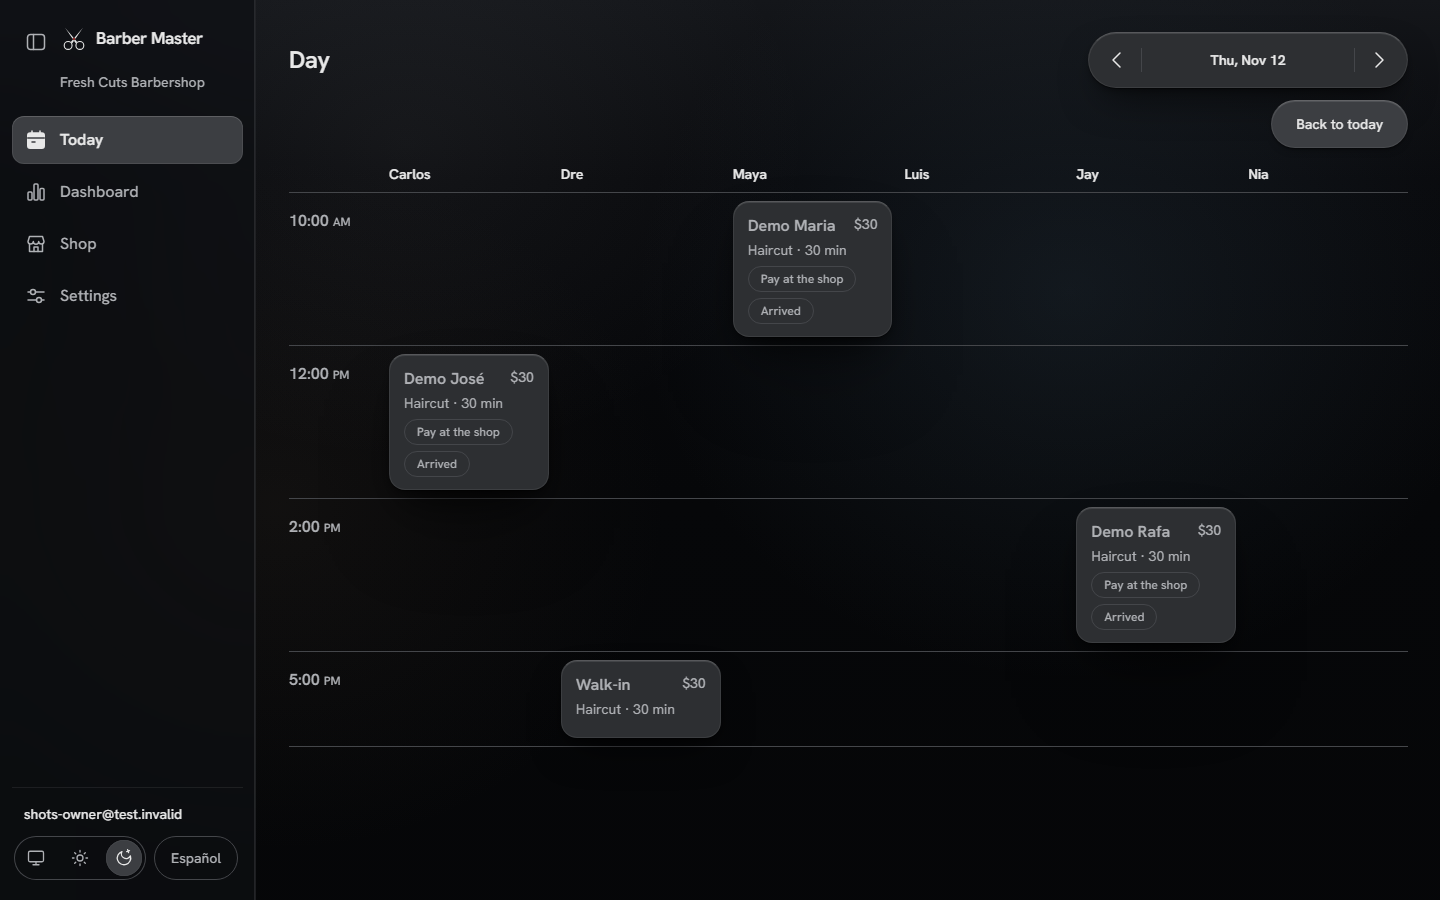 Barber Master
Fresh Cuts Barbershop
Today
Dashboard
Shop
Settings
shots-owner@test.invalid
Español
Day
Thu, Nov 12
Back to today
Carlos Dre Maya Luis Jay Nia
10:00 AM
Demo Maria $30
Haircut · 30 min
Pay at the shop
Arrived
12:00 PM
Demo José $30
Haircut · 30 min
Pay at the shop
Arrived
2:00 PM
Demo Rafa $30
Haircut · 30 min
Pay at the shop
Arrived
5:00 PM
Walk-in $30
Haircut · 30 min